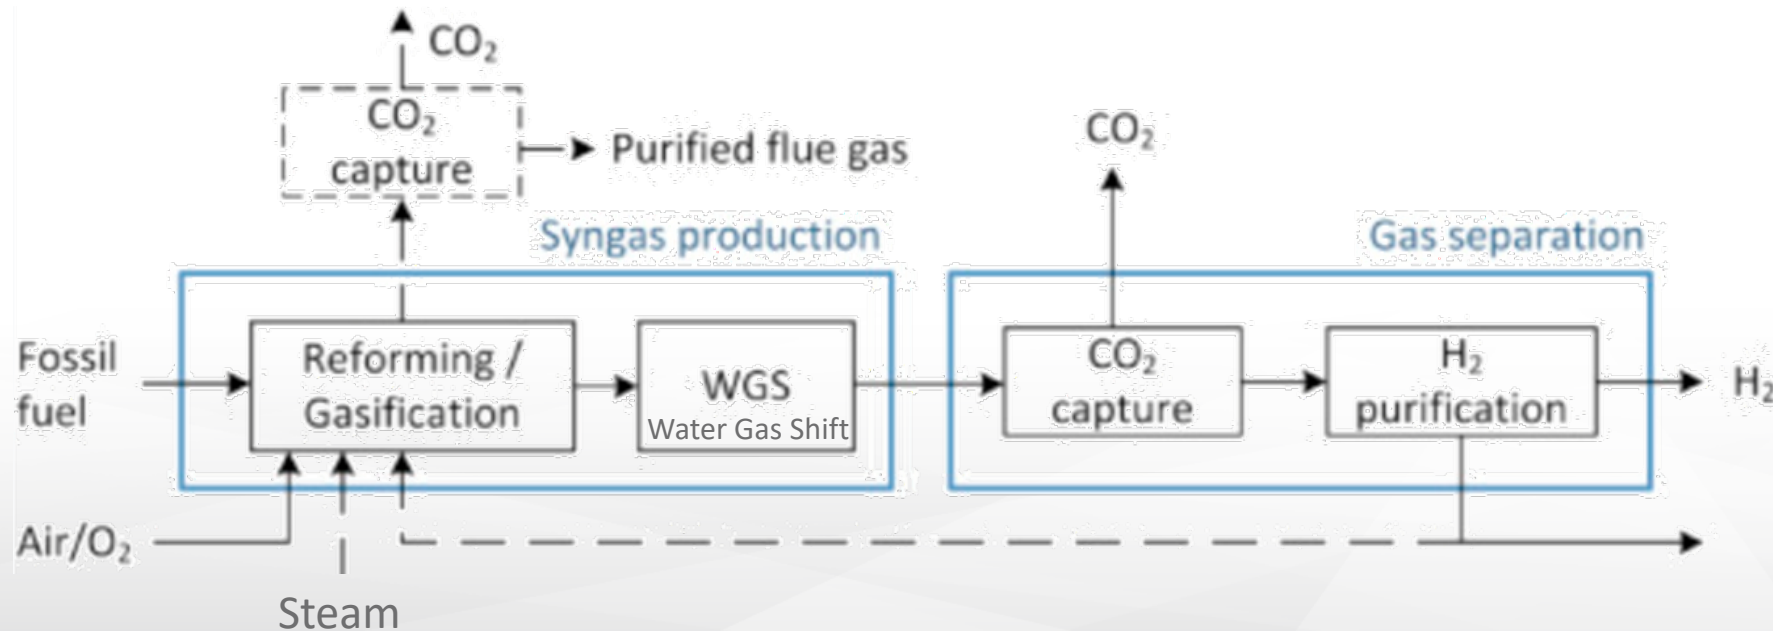 CO₂
CO₂
capture
Purified flue gas
CO₂
Syngas production
Gas separation
Fossil
fuel
Reforming /
Gasification
WGS
Water Gas Shift
CO₂
capture
H₂
purification
H₂
Air/O₂
Steam